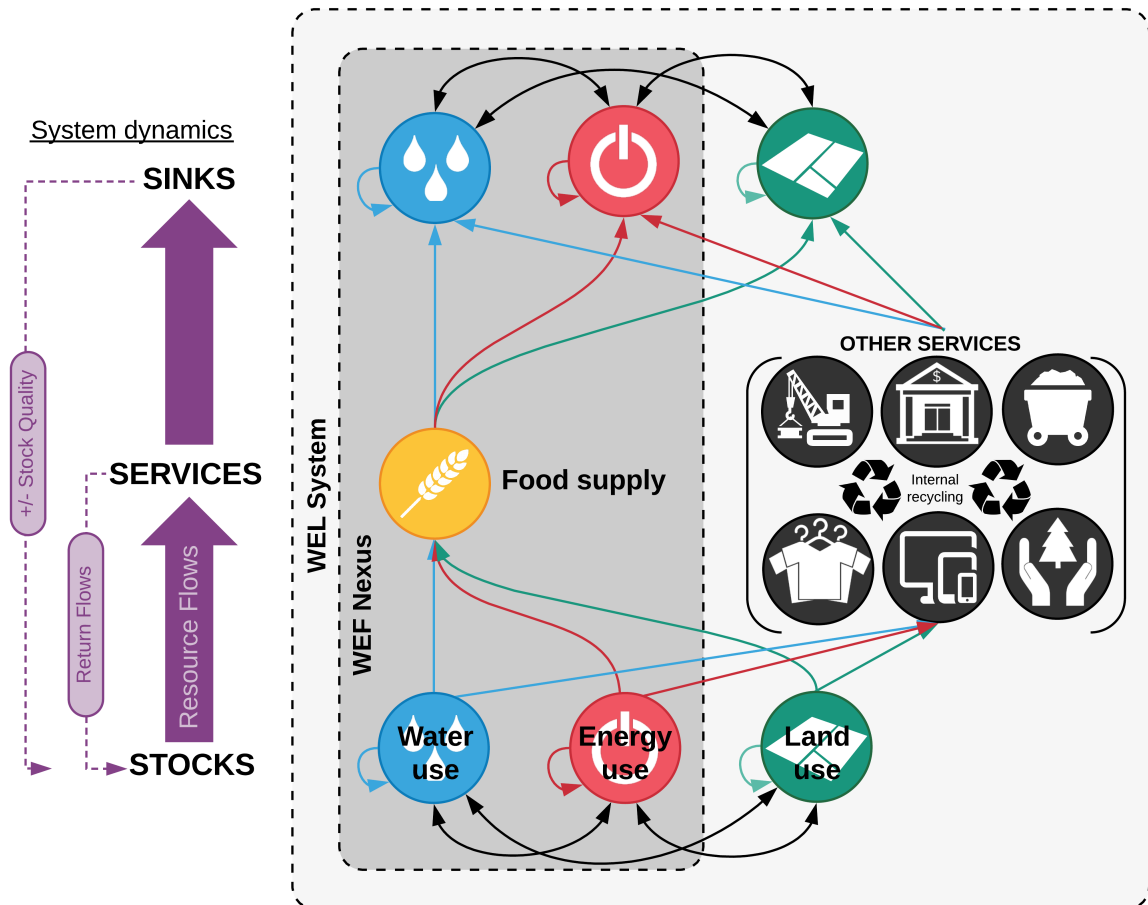 System dynamics
SINKS
+/- Stock Quality
SERVICES
Return Flows
Resource Flows
STOCKS
WEL System
WEF Nexus
Food supply
OTHER SERVICES
$
Internal
recycling
Water
use
Energy
use
Land
use